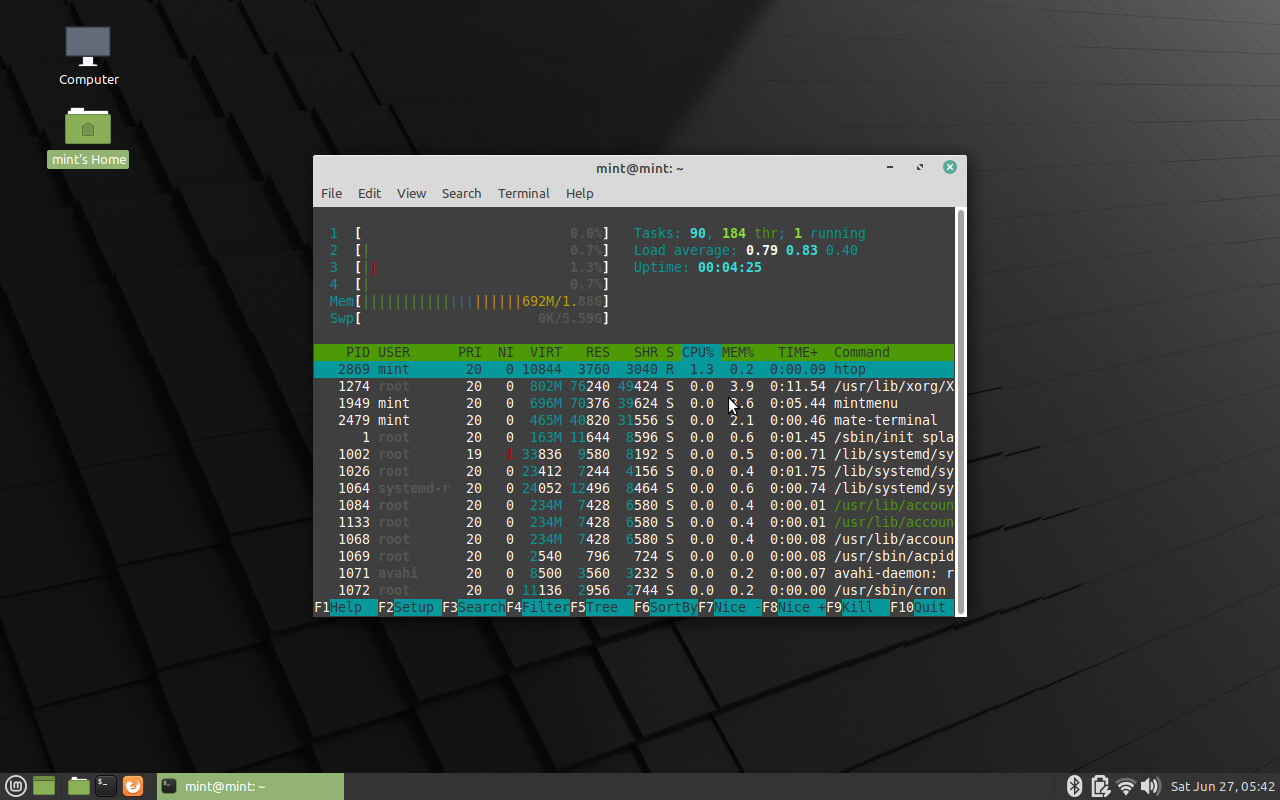 Computer
mint's Home
mint@mint: ~
File Edit View Search Terminal Help
1 [ 0.0%] Tasks: 90, 184 thr; 1 running
2 [| 0.7%] Load average: 0.79 0.83 0.40
3 [|| 1.3%] Uptime: 00:04:25
4 [| 0.7%]
Mem[||||||||||||||||||||692M/1.88G]
Swp[ 0K/5.59G]
PID USER PRI NI VIRT RES SHR S CPU% MEM% TIME+ Command
2869 mint 20 0 10844 3760 3040 R 1.3 0.2 0:00.09 htop
1274 root 20 0 802M 76240 49424 S 0.0 3.9 0:11.54 /usr/lib/xorg/X
1949 mint 20 0 696M 70376 39624 S 0.0 .6 0:05.44 mintmenu
2479 mint 20 0 465M 40820 31556 S 0.0 2.1 0:00.46 mate-terminal
1 root 20 0 163M 11644 8596 S 0.0 0.6 0:01.45 /sbin/init spla
1002 root 19 -1 33836 9580 8192 S 0.0 0.5 0:00.71 /lib/systemd/sy
1026 root 20 0 23412 7244 4156 S 0.0 0.4 0:01.75 /lib/systemd/sy
1064 systemd-r 20 0 24052 12496 8464 S 0.0 0.6 0:00.74 /lib/systemd/sy
1084 root 20 0 234M 7428 6580 S 0.0 0.4 0:00.01 /usr/lib/accoun
1133 root 20 0 234M 7428 6580 S 0.0 0.4 0:00.01 /usr/lib/accoun
1068 root 20 0 234M 7428 6580 S 0.0 0.4 0:00.08 /usr/lib/accoun
1069 root 20 0 2540 796 724 S 0.0 0.0 0:00.08 /usr/sbin/acpid
1071 avahi 20 0 8500 3560 3232 S 0.0 0.2 0:00.07 avahi-daemon: r
1072 root 20 0 11136 2956 2744 S 0.0 0.2 0:00.00 /usr/sbin/cron
F1Help F2Setup F3SearchF4FilterF5Tree F6SortByF7Nice -F8Nice +F9Kill F10Quit
mint@mint: ~
Sat Jun 27, 05:42